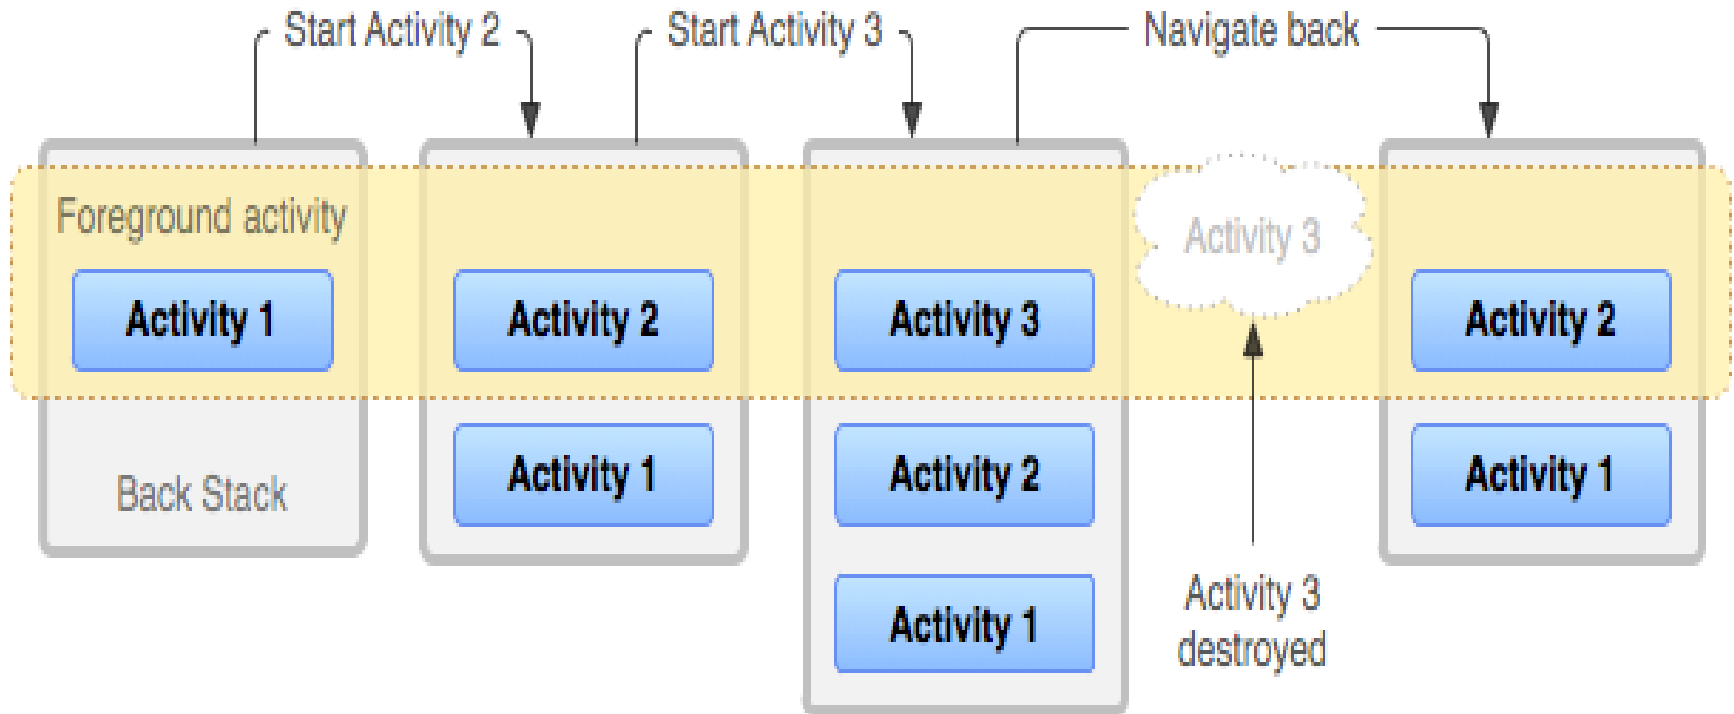 Start Activity 2
Start Activity 3
Navigate back
Foreground activity
Activity 3
Activity 1
Activity 2
Activity 3
Activity 2
Back Stack
Activity 1
Activity 2
Activity 1
Activity 1
Activity 3
destroyed